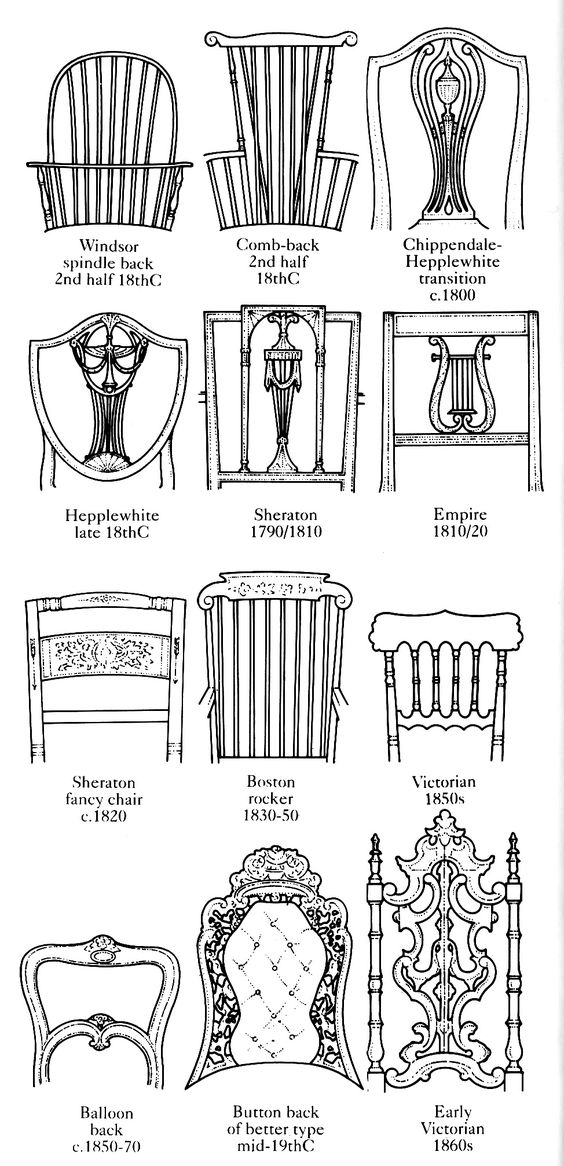 Windsor
spindle back
2nd half 18thC
Comb-back
2nd half
18thC
Chippendale-
Hepplewhite
transition
c.1800
Hepplewhite
late 18thC
Sheraton
1790/1810
Empire
1810/20
Sheraton
fancy chair
c.1820
Boston
rocker
1830-50
Victorian
1850s
Balloon
back
c.1850-70
Button back
of better type
mid-19thC
Early
Victorian
1860s